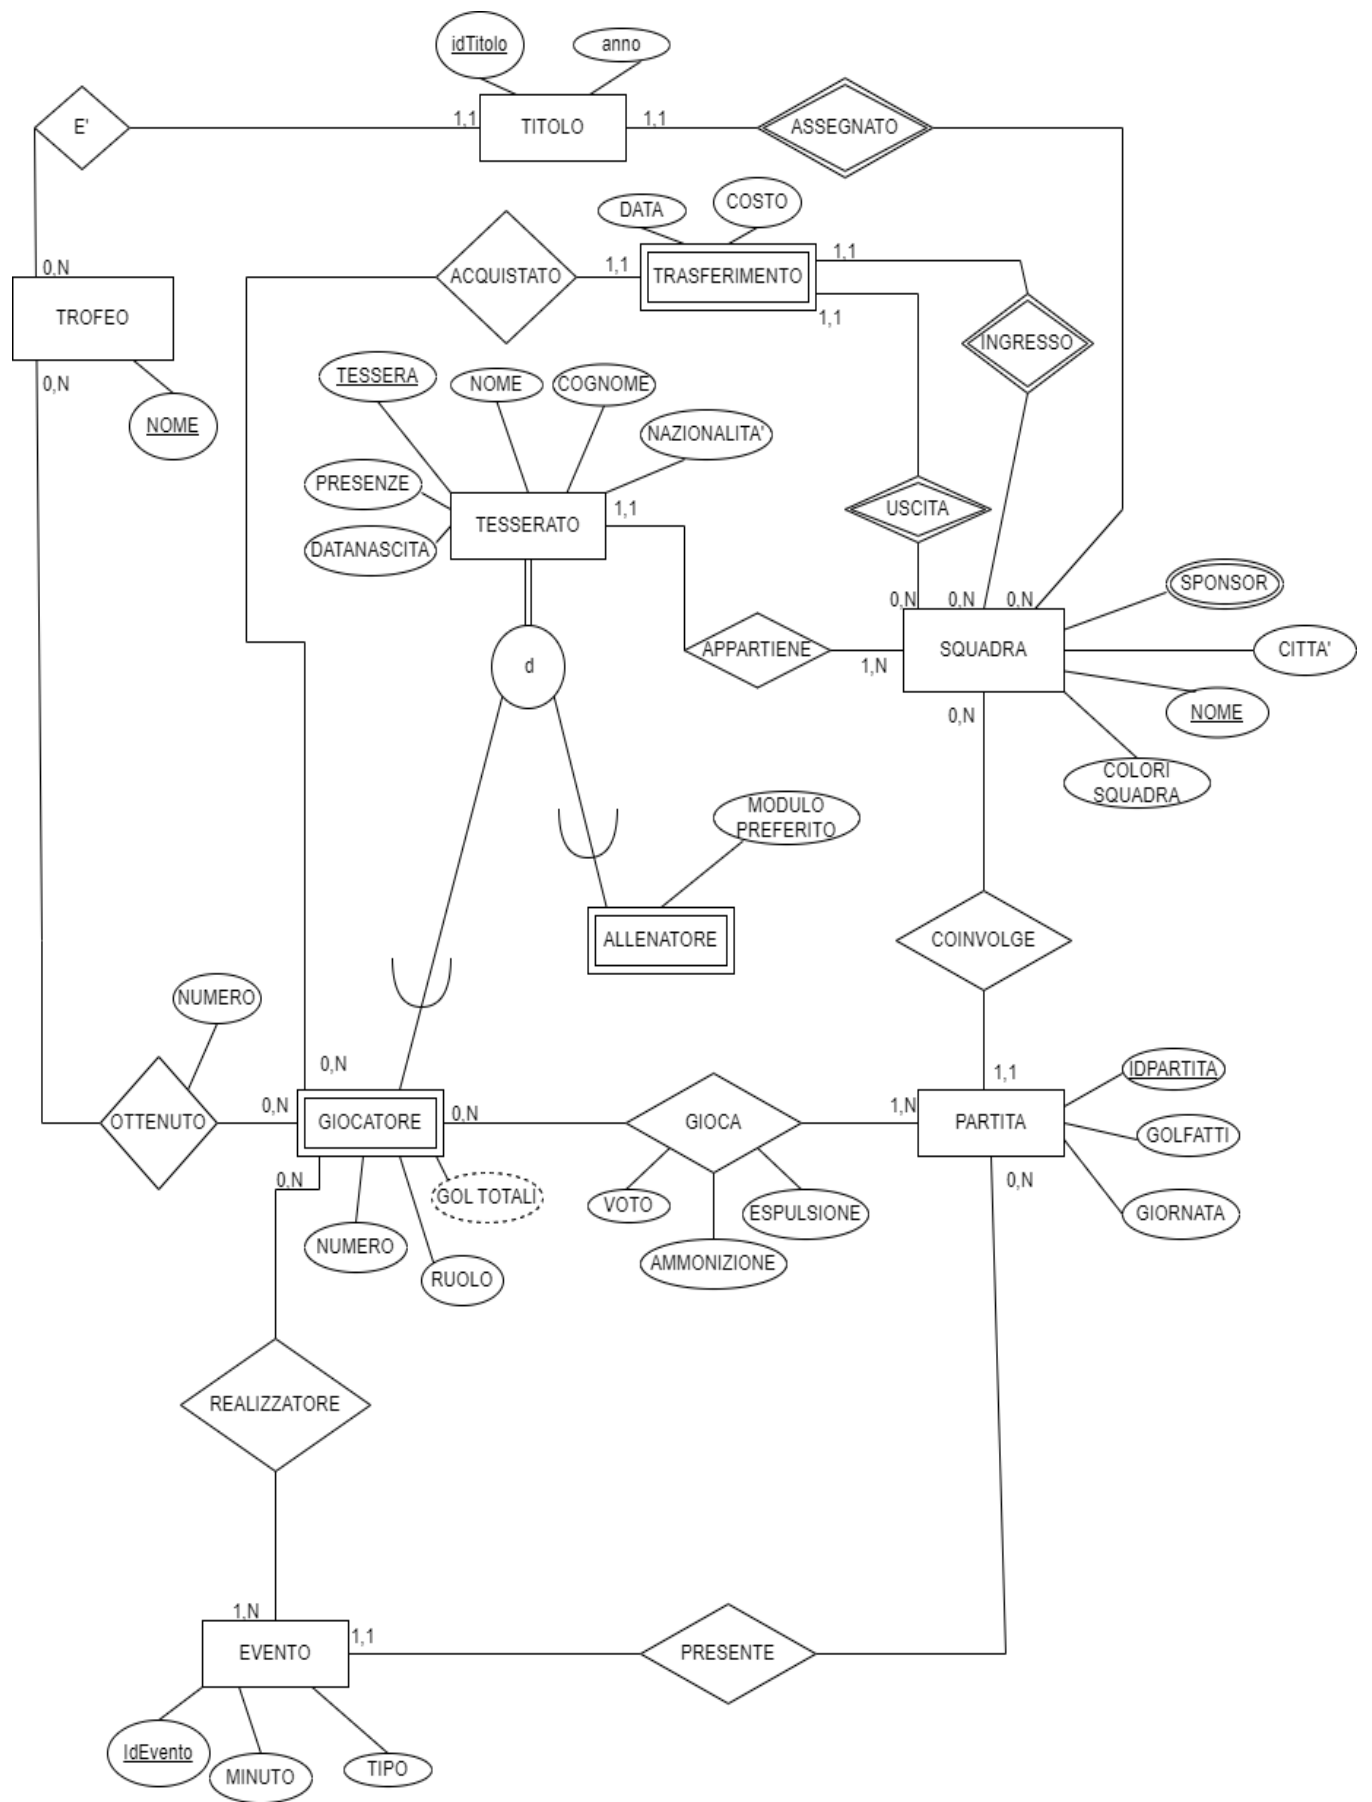 idTitolo
anno
E'
1,1
TITOLO
1,1
ASSEGNATO
DATA
COSTO
0,N
ACQUISTATO
1,1
TRASFERIMENTO
1,1
TROFEO
1,1
INGRESSO
0,N
TESSERA
NOME
COGNOME
NOME
NAZIONALITA'
PRESENZE
1,1
USCITA
TESSERATO
DATANASCITA
SPONSOR
0,N
0,N
0,N
APPARTIENE
SQUADRA
CITTA'
d
1,N
0,N
NOME
COLORI
SQUADRA
MODULO
PREFERITO
ALLENATORE
COINVOLGE
NUMERO
0,N
1,1
IDPARTITA
OTTENUTO
0,N
GIOCATORE
0,N
GIOCA
1,N
PARTITA
GOLFATTI
0,N
GOL TOTALI
VOTO
ESPULSIONE
0,N
GIORNATA
NUMERO
RUOLO
AMMONIZIONE
REALIZZATORE
1,N
1,1
EVENTO
PRESENTE
IdEvento
MINUTO
TIPO